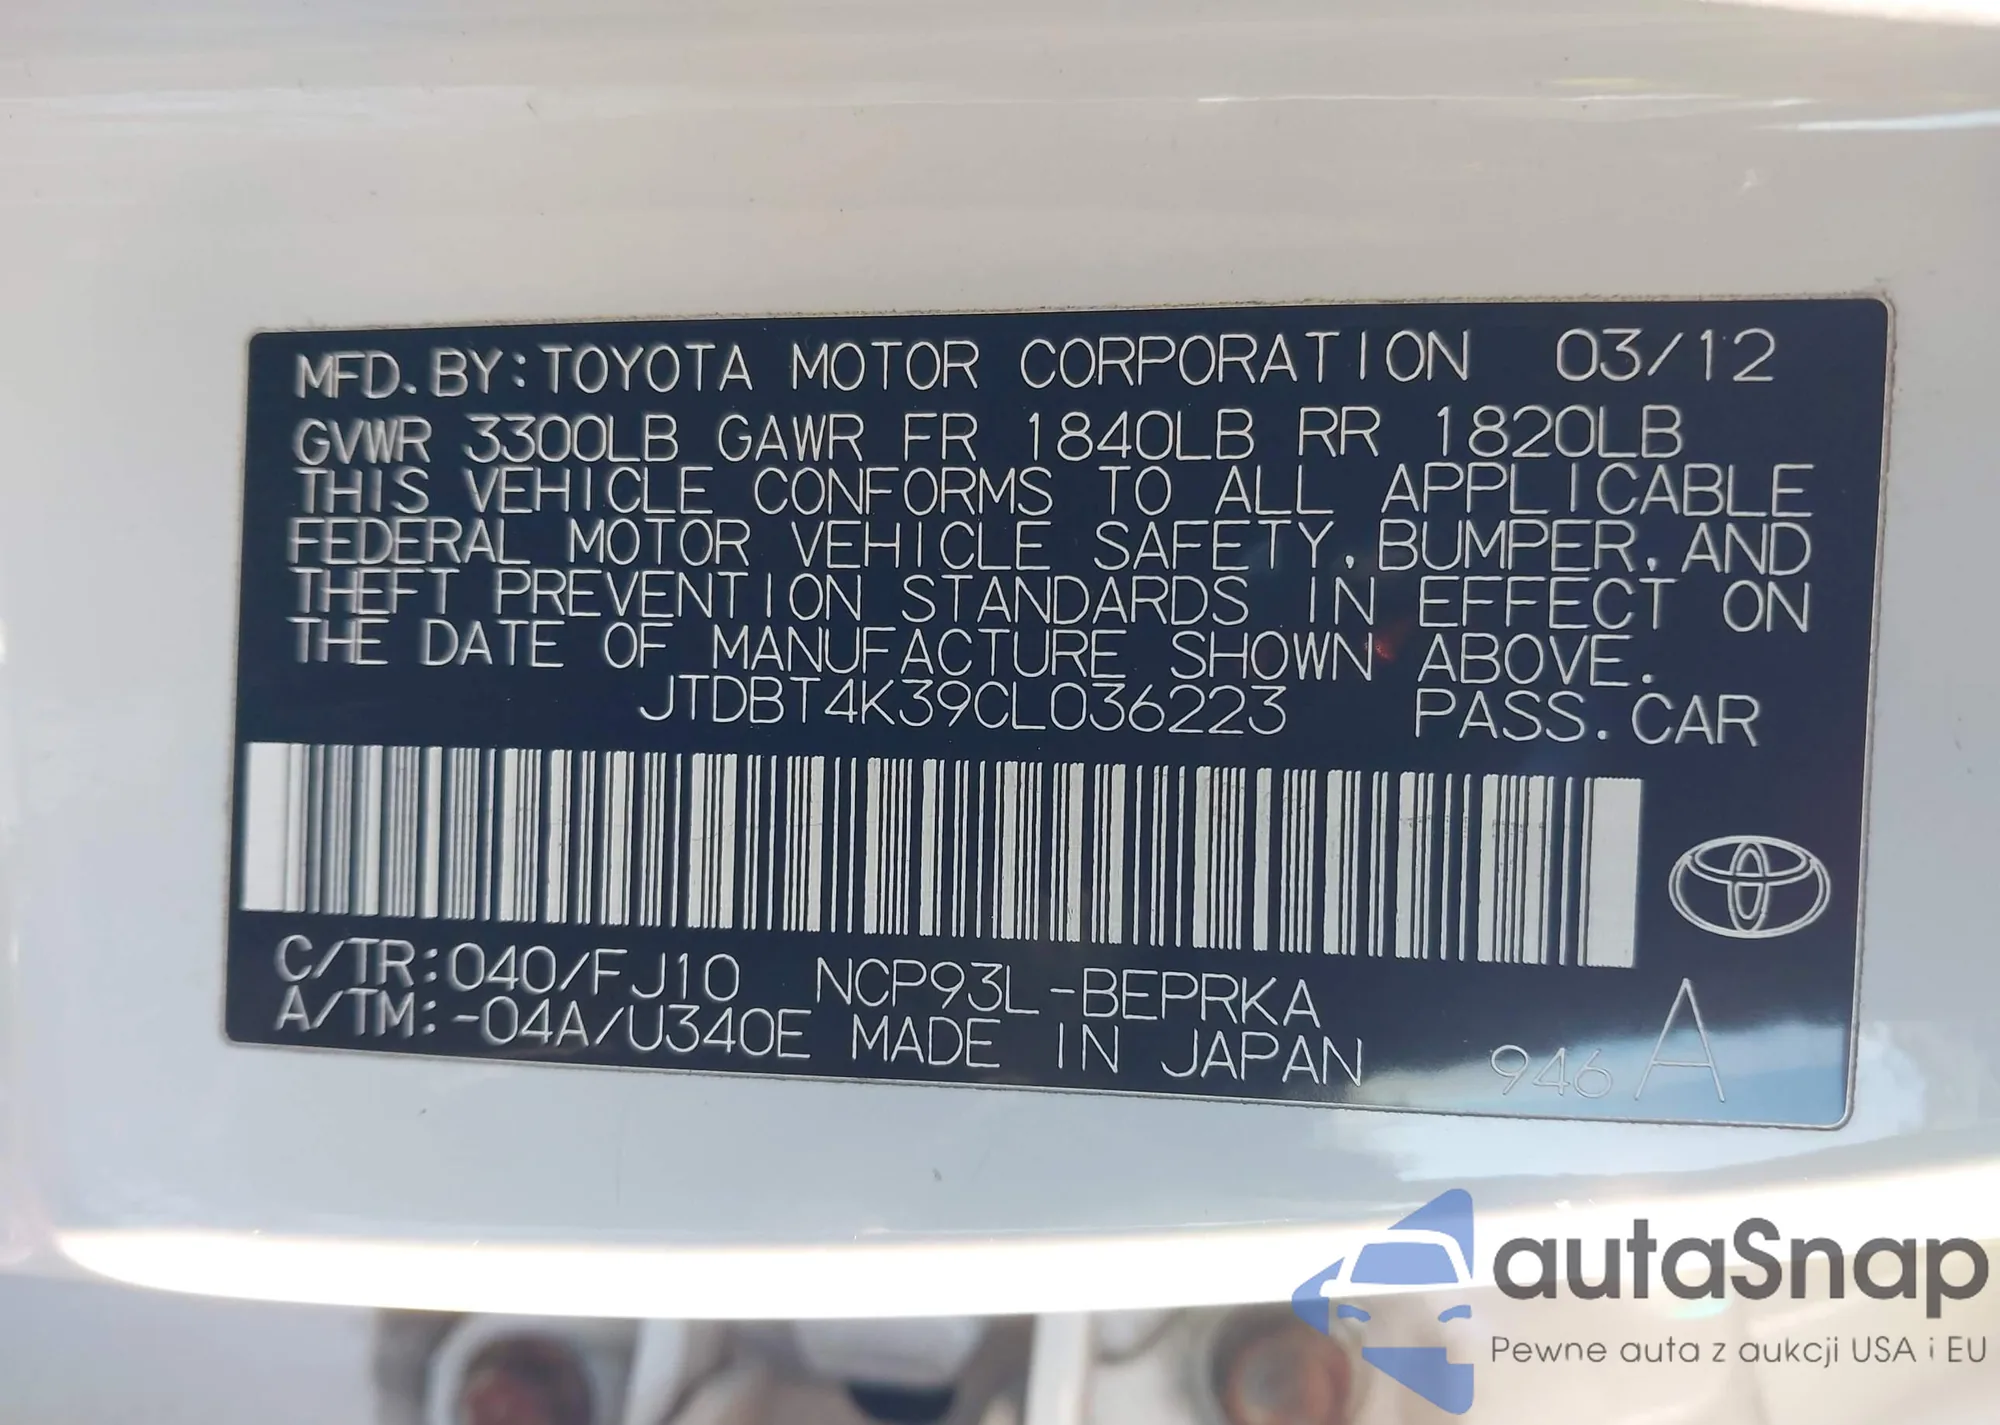 MFD. BY: TOYOTA MOTOR CORPORATION 03/12
GVWR 3300LB GAWR FR 1840LB RR 1820LB
THIS VEHICLE CONFORMS TO ALL APPLICABLE
FEDERAL MOTOR VEHICLE SAFETY, BUMPER, AND
THEFT PREVENTION STANDARDS IN EFFECT ON
THE DATE OF MANUFACTURE SHOWN ABOVE.
JTDBT4K39CL036223 PASS. CAR
C/TR: 040/FJ10 NCP93L-BEPRKA
A/TM: -04A/U340E MADE IN JAPAN 946 A
autaSnap
Pewne auta z aukcji USA i EU